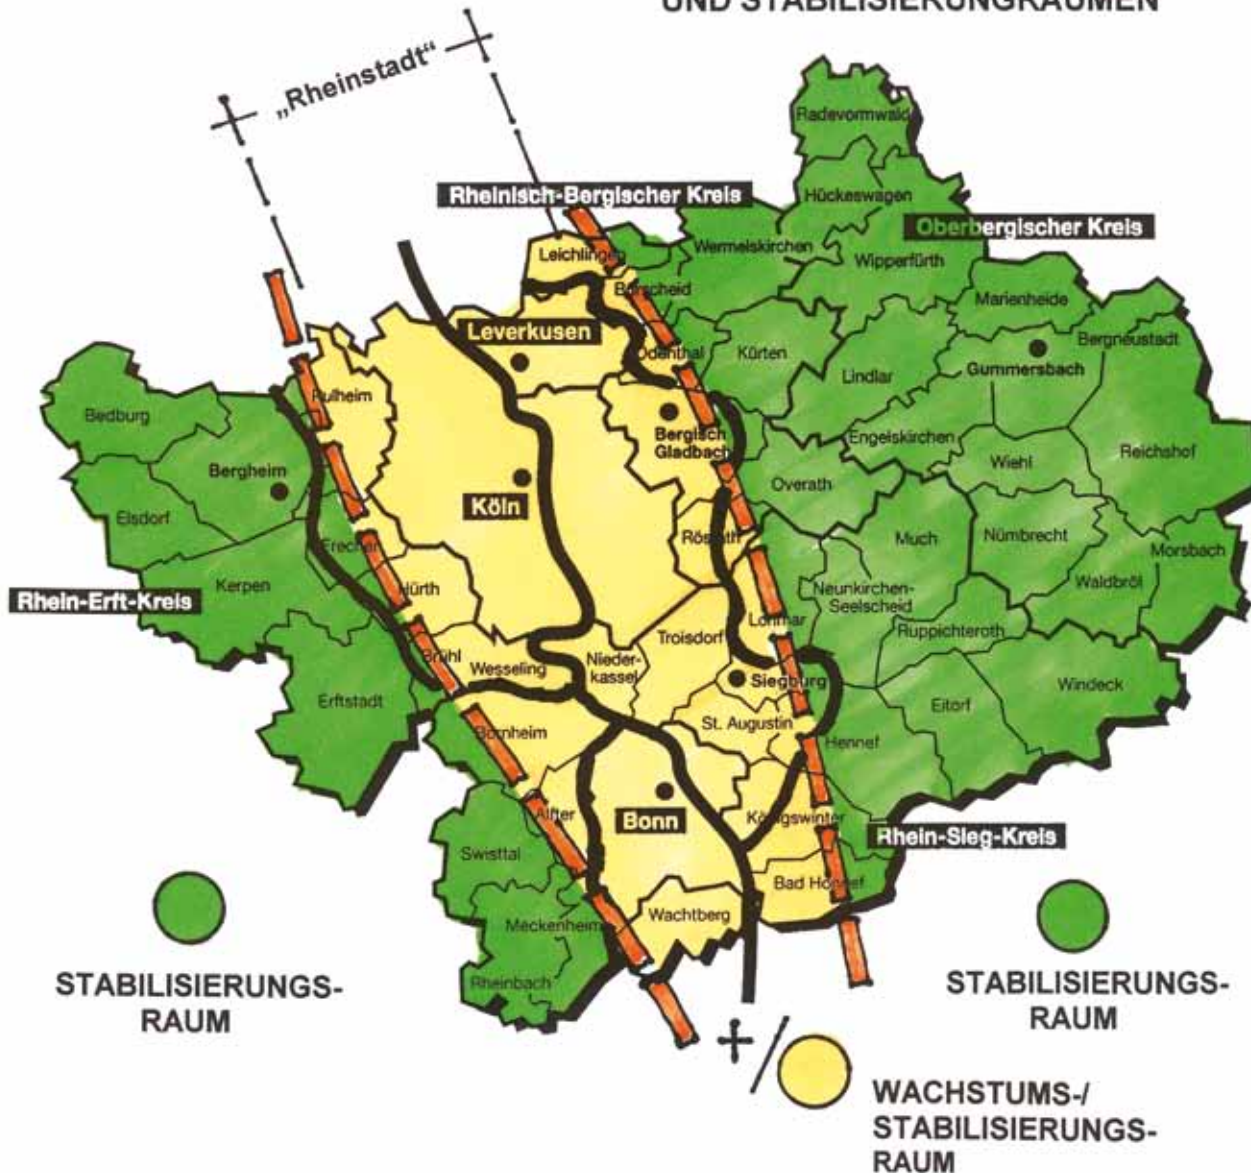 UND STABILISIERUNGRÄUMEN
„Rheinstadt“
Radevormwald
Rheinisch-Bergischer Kreis
Hückeswagen
Oberbergischer Kreis
Wermelskirchen
Leichlingen
Wipperfürth
Burscheid
Marienheide
Leverkusen
Bergneustadt
Odenthal
Kürten
Gummersbach
Lindlar
Pulheim
Bedburg
Bergisch
Gladbach
Engelskirchen
Reichshof
Bergheim
Wiehl
Overath
Köln
Elsdorf
Nümbrecht
Rösrath
Much
Frechen
Morsbach
Kerpen
Hürth
Waldbröl
Neunkirchen-
Seelscheid
Rhein-Erft-Kreis
Lohmar
Ruppichteroth
Troisdorf
Brühl
Wesseling
Nieder-
kassel
Siegburg
Windeck
Erftstadt
Eitorf
St. Augustin
Bornheim
Hennef
Alfter
Bonn
Königswinter
Rhein-Sieg-Kreis
Swisttal
Bad Honnef
Wachtberg
Meckenheim
Rheinbach
STABILISIERUNGS-
RAUM
STABILISIERUNGS-
RAUM
+/
WACHSTUMS-/
STABILISIERUNGS-
RAUM